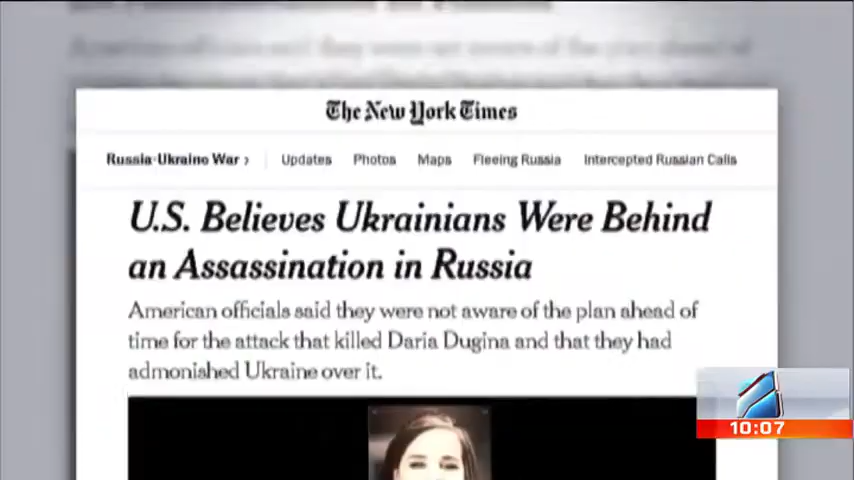 The New York Times
Russia-Ukraine War ›
Updates
Photos
Maps
Fleeing Russia
Intercepted Russian Calls
U.S. Believes Ukrainians Were Behind
an Assassination in Russia
American officials said they were not aware of the plan ahead of
time for the attack that killed Daria Dugina and that they had
admonished Ukraine over it.
10:07